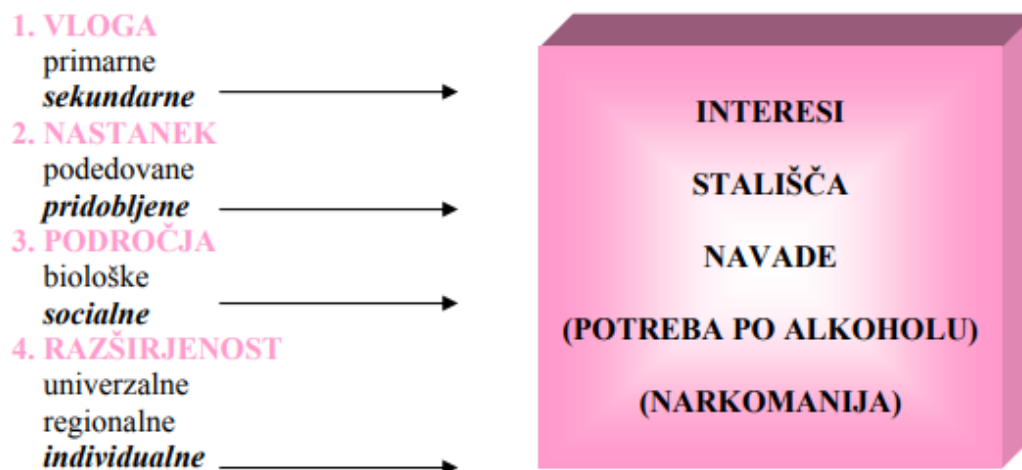 1. VLOGA
primarne
sekundarne
2. NASTANEK
podedovane
pridobljene
3. PODROČJA
biološke
socialne
4. RAZŠIRJENOST
univerzalne
regionalne
individualne
INTERESI
STALIŠČA
NAVADE
(POTREBA PO ALKOHOLU)
(NARKOMANIJA)